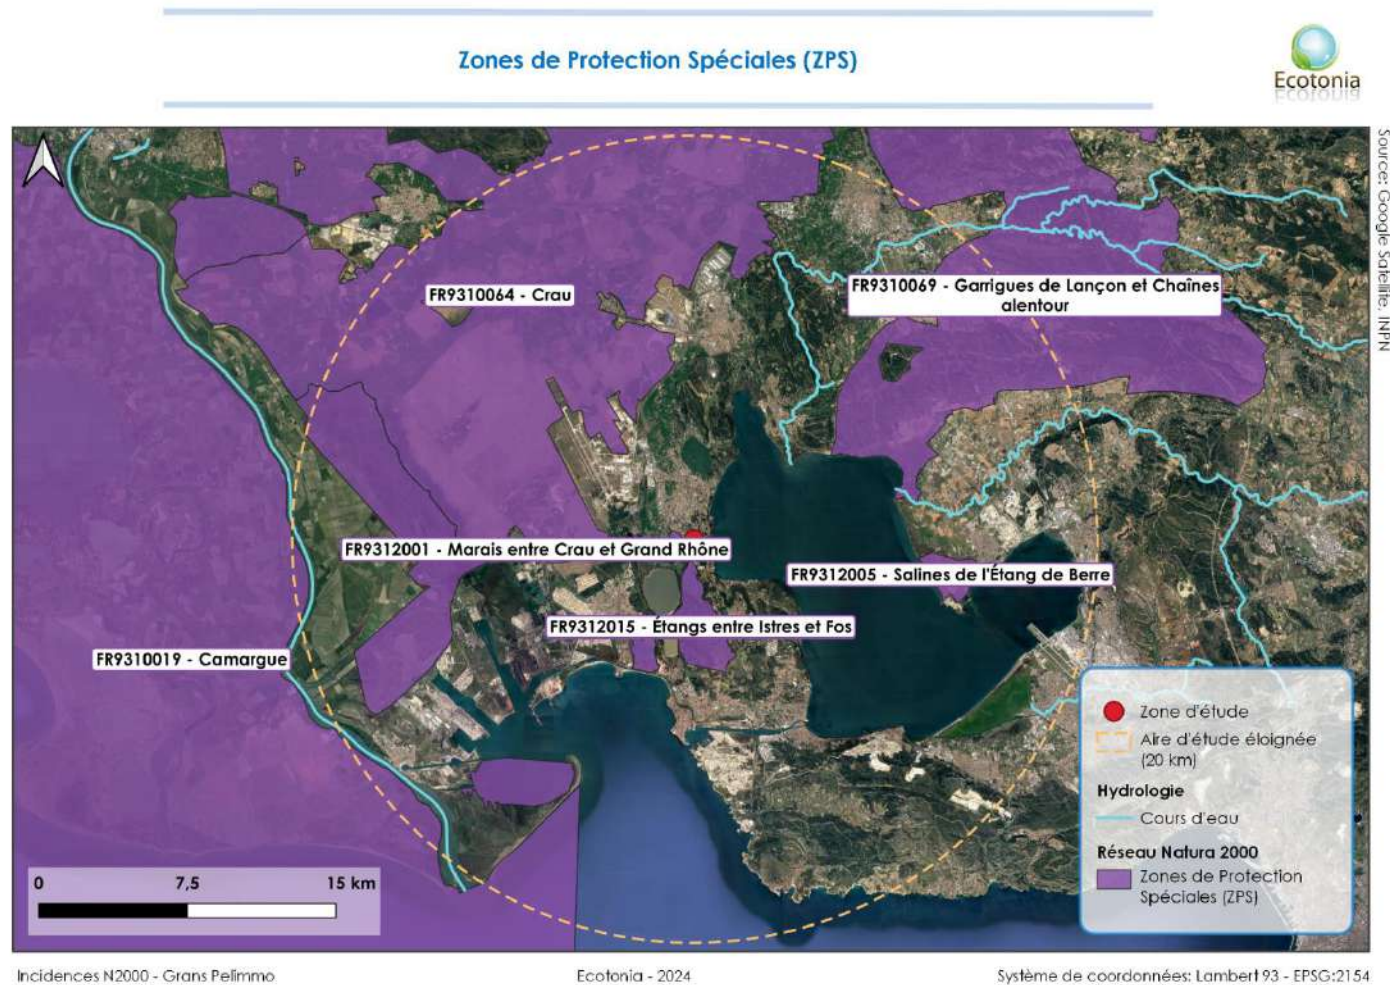 Zones de Protection Spéciales (ZPS)
Ecotonia
Source: Google Satellite, INPN
FR9310064 - Crau
FR9310069 - Garrigues de Lançon et Chaînes
alentour
FR9312001 - Marais entre Crau et Grand Rhône
FR9312005 - Salines de l'Étang de Berre
FR9312015 - Étangs entre Istres et Fos
FR9310019 - Camargue
Zone d'étude
Aire d'étude éloignée
(20 km)
Hydrologie
Cours d'eau
Réseau Natura 2000
Zones de Protection
Spéciales (ZPS)
0 7,5 15 km
Incidences N2000 - Grans Pelimmo
Ecotonia - 2024
Système de coordonnées: Lambert 93 - EPSG:2154